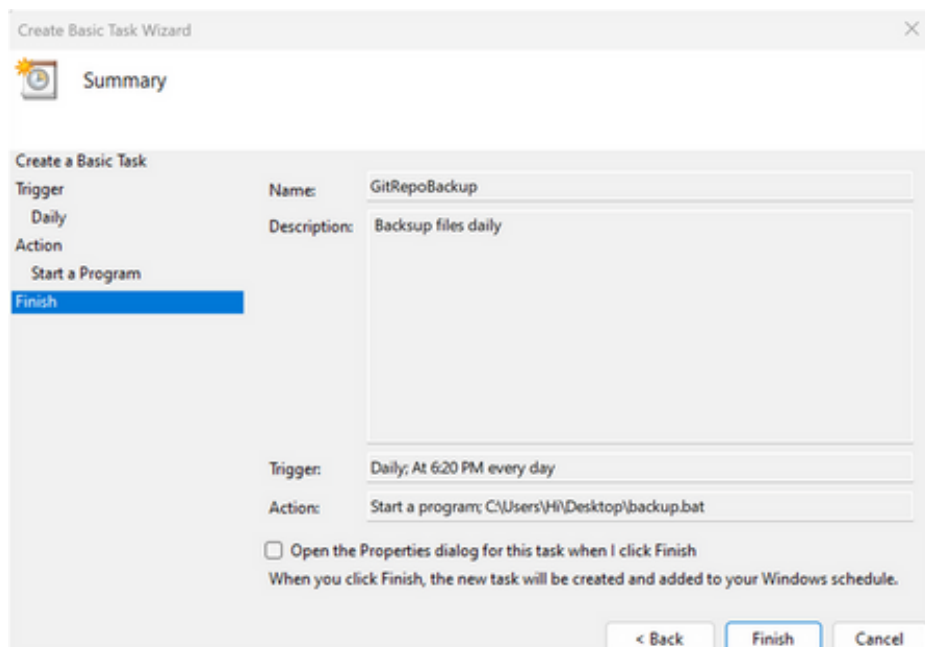 Create Basic Task Wizard
Summary
Create a Basic Task
Trigger
Daily
Action
Start a Program
Finish
Name: GitRepoBackup
Description: Backsup files daily
Trigger: Daily; At 6:20 PM every day
Action: Start a program; C:\Users\Hi\Desktop\backup.bat
Open the Properties dialog for this task when I click Finish
When you click Finish, the new task will be created and added to your Windows schedule.
< Back Finish Cancel